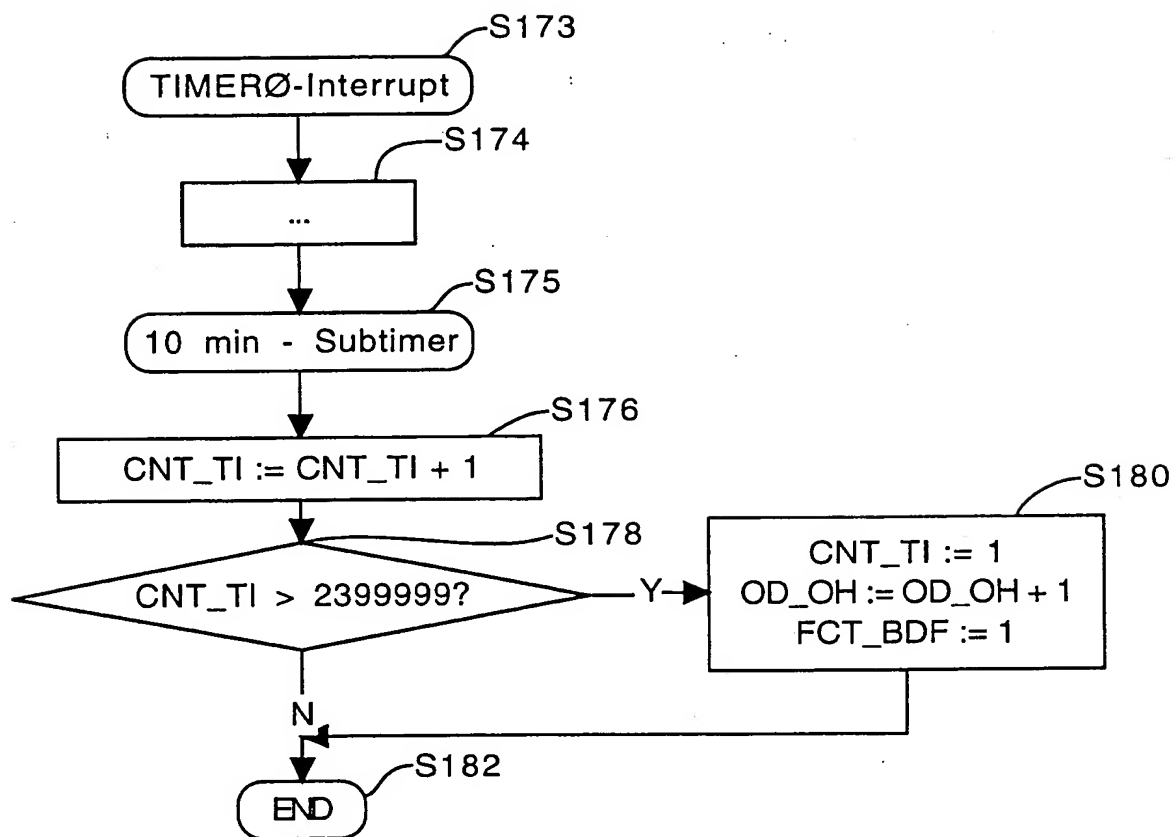 S173
TIMERØ-Interrupt
S174
...
S175
10 min - Subtimer
S176
CNT_TI := CNT_TI + 1
S178
CNT_TI > 2399999?
Y
S180
CNT_TI := 1
OD_OH := OD_OH + 1
FCT_BDF := 1
N
S182
END